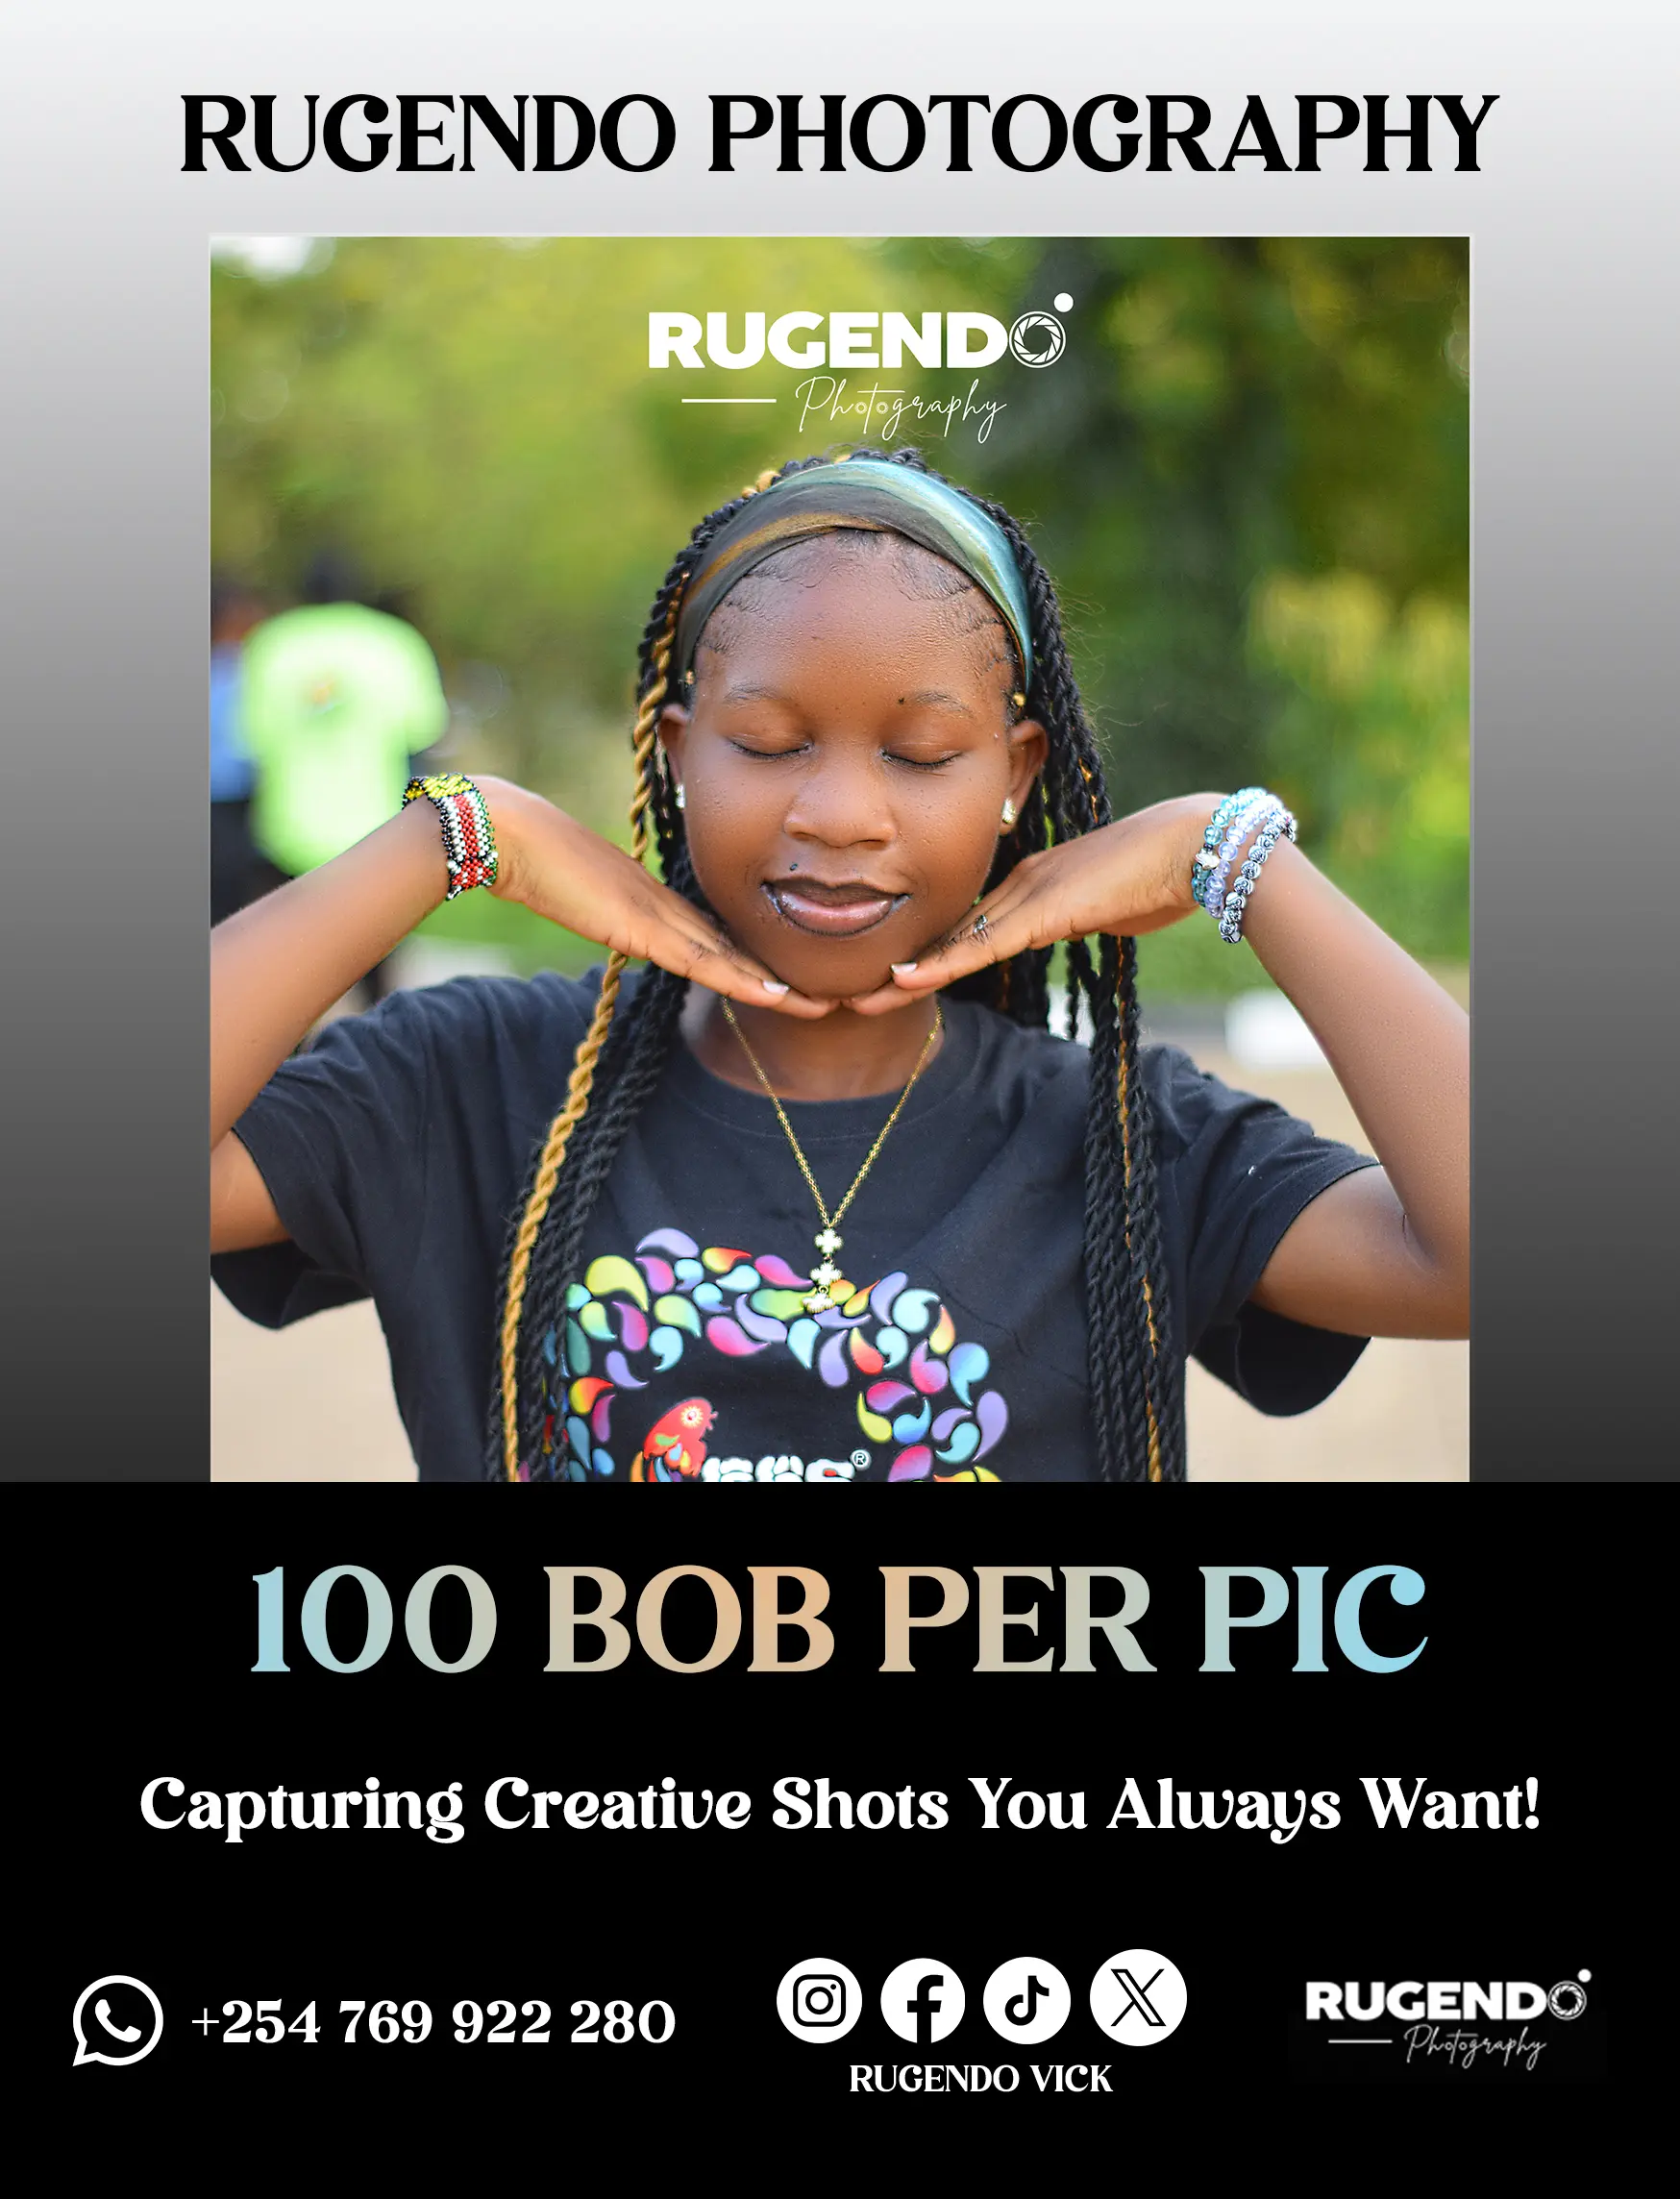 RUGENDO PHOTOGRAPHY
RUGENDO
Photography
100 BOB PER PIC
Capturing Creative Shots You Always Want!
+254 769 922 280
RUGENDO VICK
RUGENDO
Photography